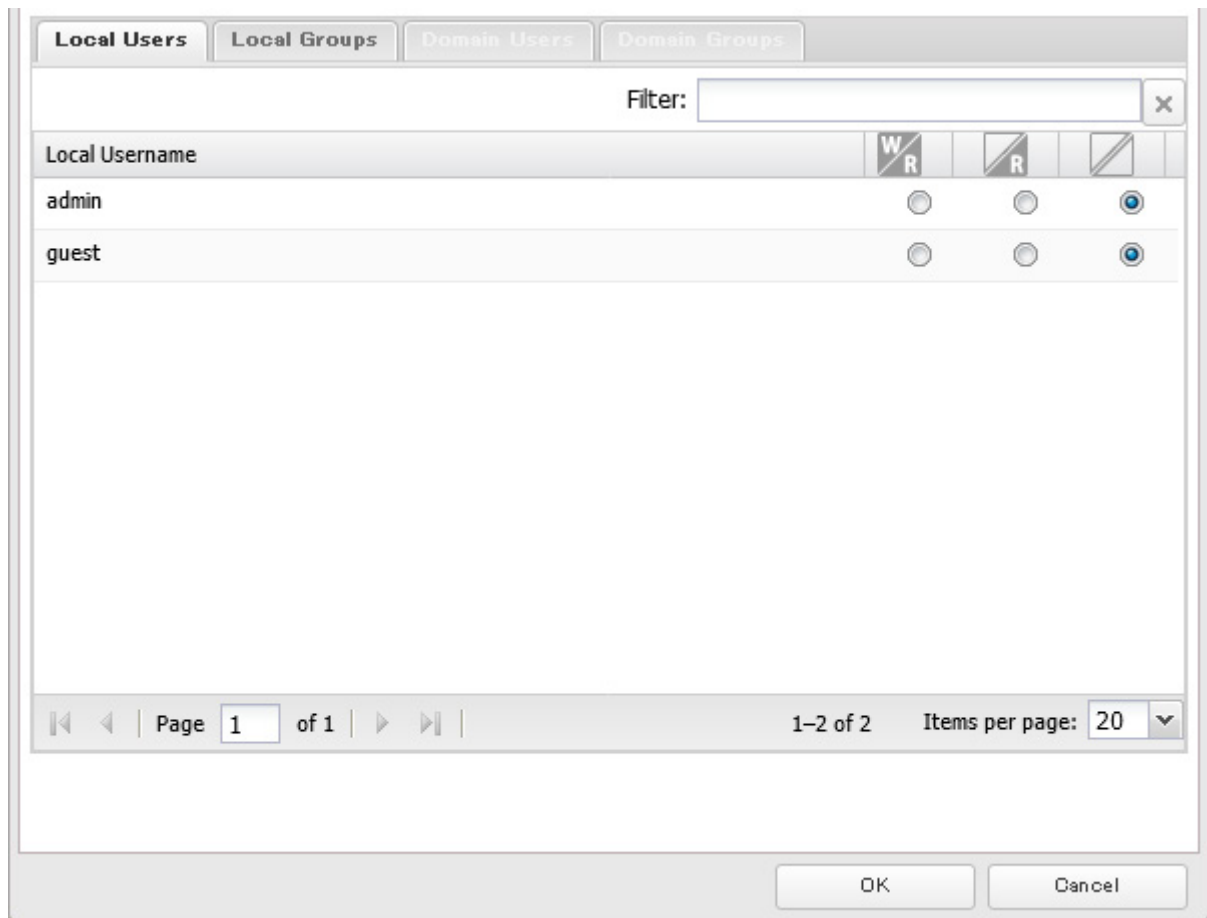 Local Users Local Groups Domain Users Domain Groups
Filter:
Local Username W/R R
admin
guest
Page 1 of 1 1–2 of 2 Items per page: 20
OK Cancel